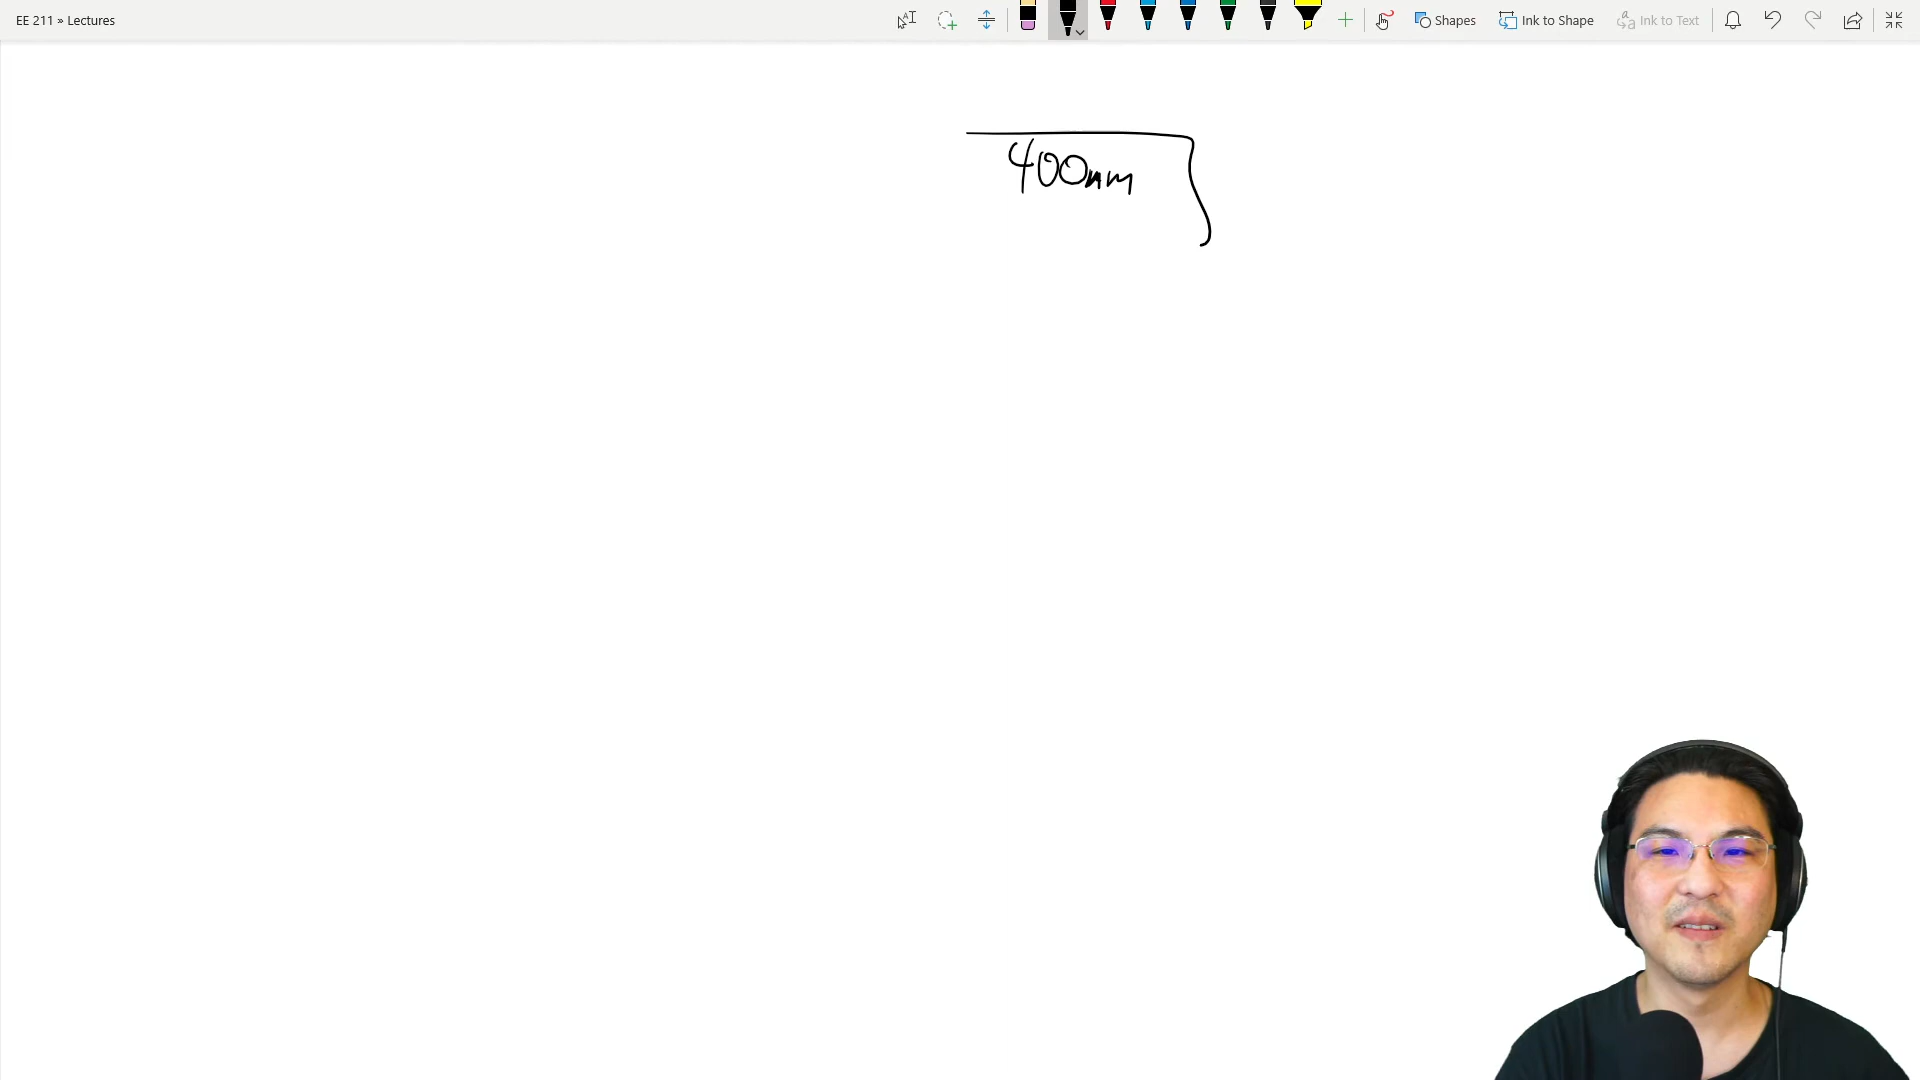 EE 211 » Lectures
Shapes
Ink to Shape
Ink to Text
400nm